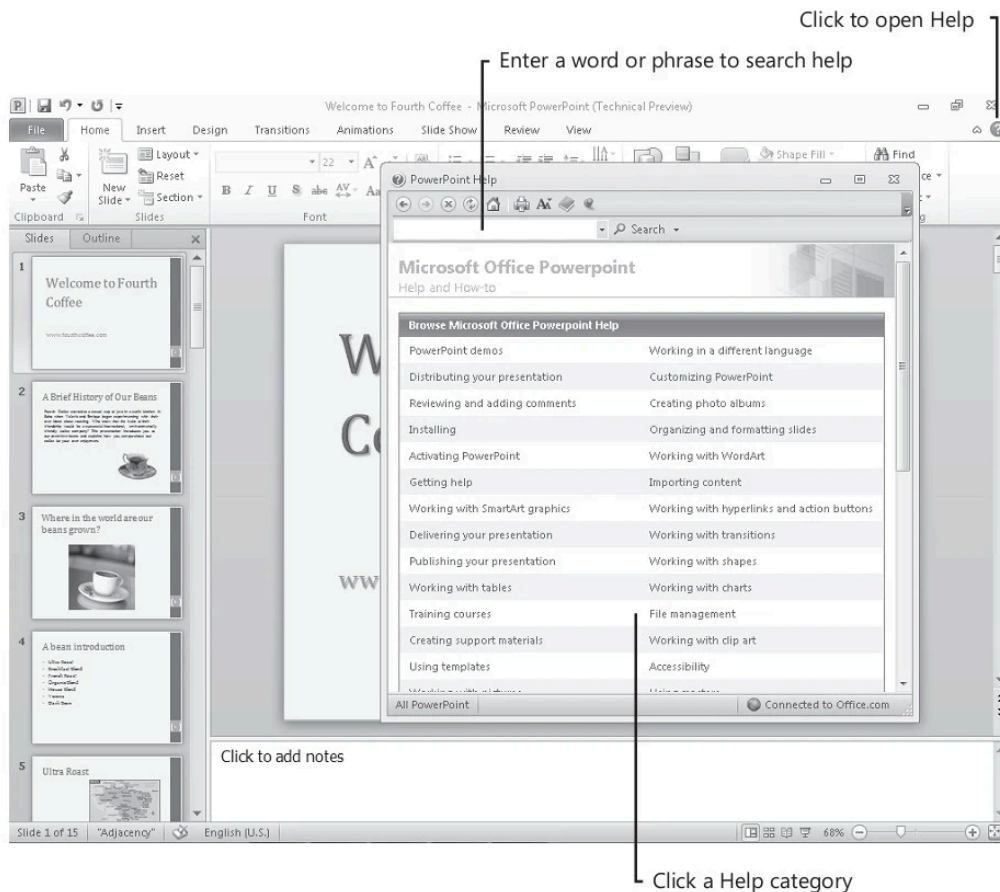 Click to open Help
Enter a word or phrase to search help
Welcome to Fourth Coffee - Microsoft PowerPoint (Technical Preview)
File Home Insert Design Transitions Animations Slide Show Review View
Paste
New Slide
Layout
Reset
Section
22
Shape Fill
Find
Clipboard Slides Font
Slides Outline
1
Welcome to Fourth
Coffee
www.fourthcoffee.com
2
A Brief History of Our Beans
3
Where in the world are our
beans grown?
4
A bean introduction
5
Ultra Roast
PowerPoint Help
Search
Microsoft Office Powerpoint
Help and How-to
Browse Microsoft Office Powerpoint Help
PowerPoint demos Working in a different language
Distributing your presentation Customizing PowerPoint
Reviewing and adding comments Creating photo albums
Installing Organizing and formatting slides
Activating PowerPoint Working with WordArt
Getting help Importing content
Working with SmartArt graphics Working with hyperlinks and action buttons
Delivering your presentation Working with transitions
Publishing your presentation Working with shapes
Working with tables Working with charts
Training courses File management
Creating support materials Working with clip art
Using templates Accessibility
All PowerPoint Connected to Office.com
Click to add notes
Slide 1 of 15 "Adjacency" English (U.S.) 68%
Click a Help category